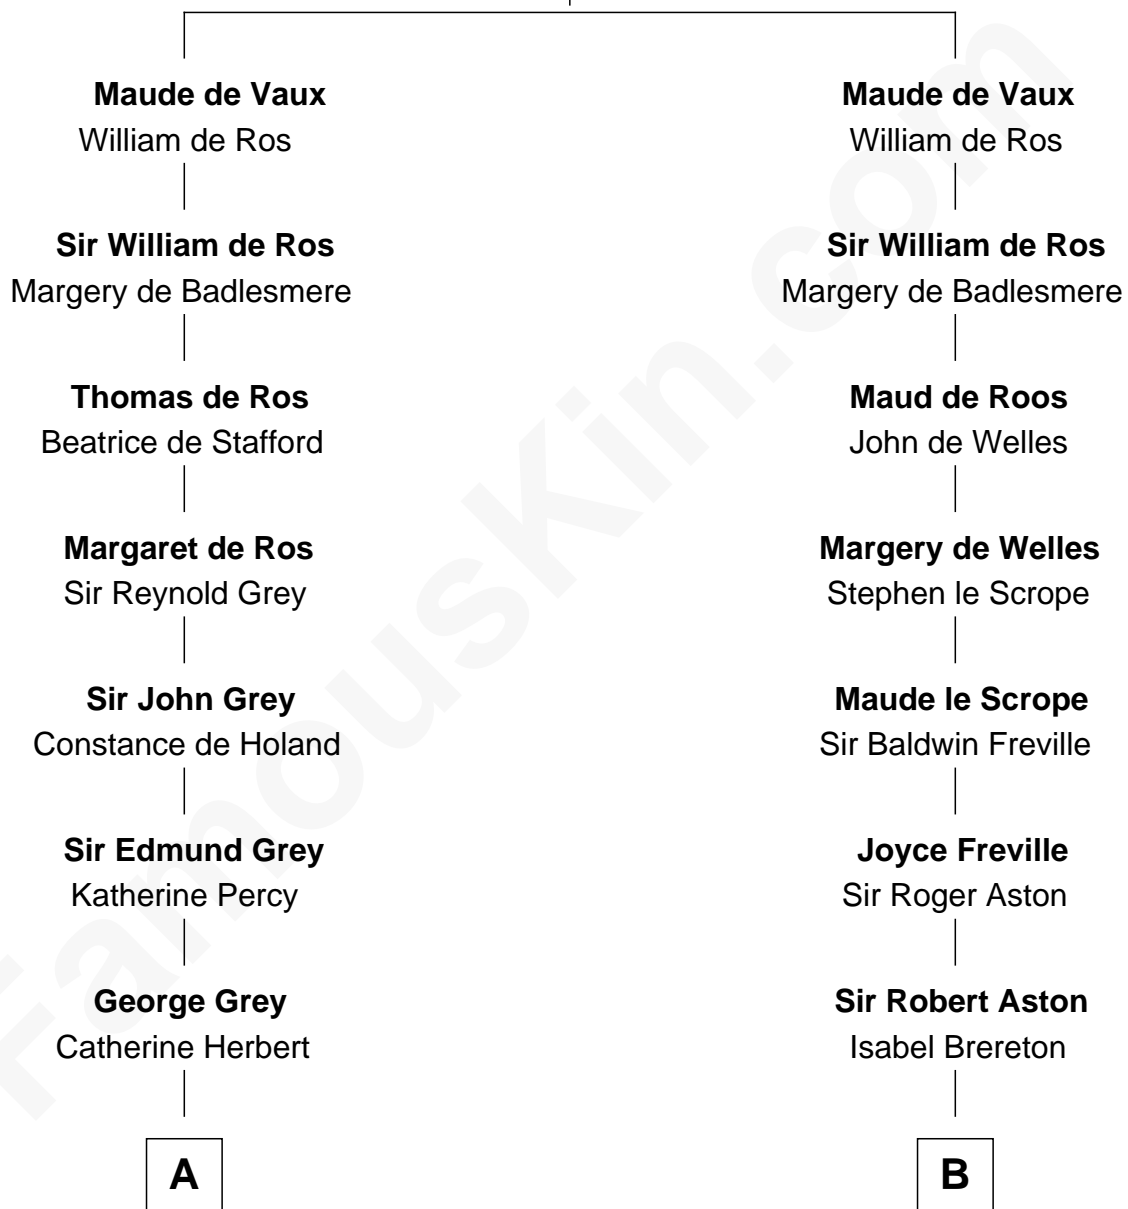 Maude de Vaux
William de Ros
Sir William de Ros
Margery de Badlesmere
Thomas de Ros
Beatrice de Stafford
Margaret de Ros
Sir Reynold Grey
Sir John Grey
Constance de Holand
Sir Edmund Grey
Katherine Percy
George Grey
Catherine Herbert
A
Maude de Vaux
William de Ros
Sir William de Ros
Margery de Badlesmere
Maud de Roos
John de Welles
Margery de Welles
Stephen le Scrope
Maude le Scrope
Sir Baldwin Freville
Joyce Freville
Sir Roger Aston
Sir Robert Aston
Isabel Brereton
B
FamousKin.com